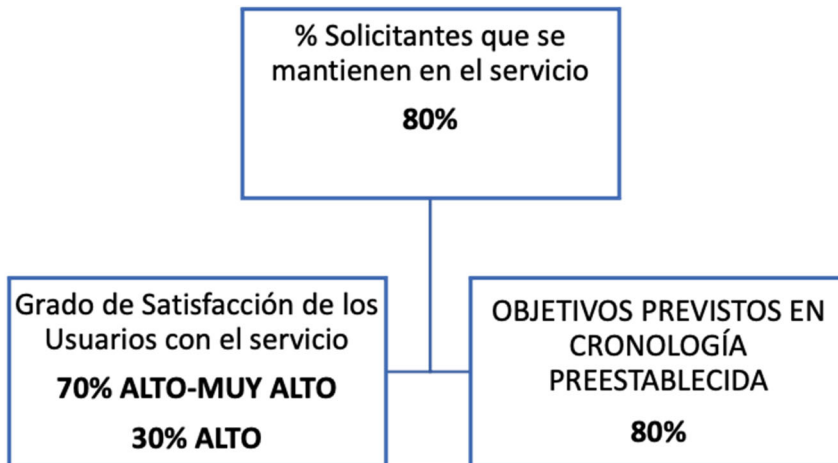 % Solicitantes que se
mantienen en el servicio
80%
Grado de Satisfacción de los
Usuarios con el servicio
70% ALTO-MUY ALTO
30% ALTO
OBJETIVOS PREVISTOS EN
CRONOLOGÍA
PREESTABLECIDA
80%